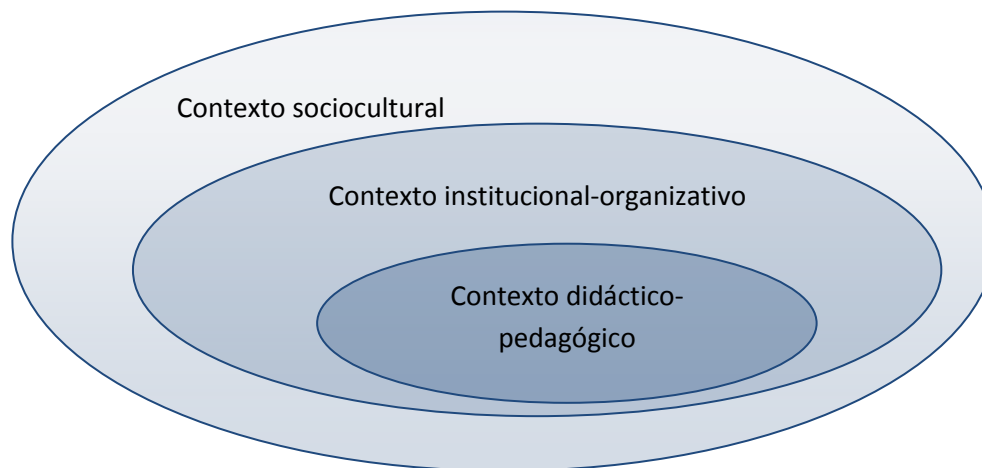 Contexto sociocultural
Contexto institucional-organizativo
Contexto didáctico-
pedagógico